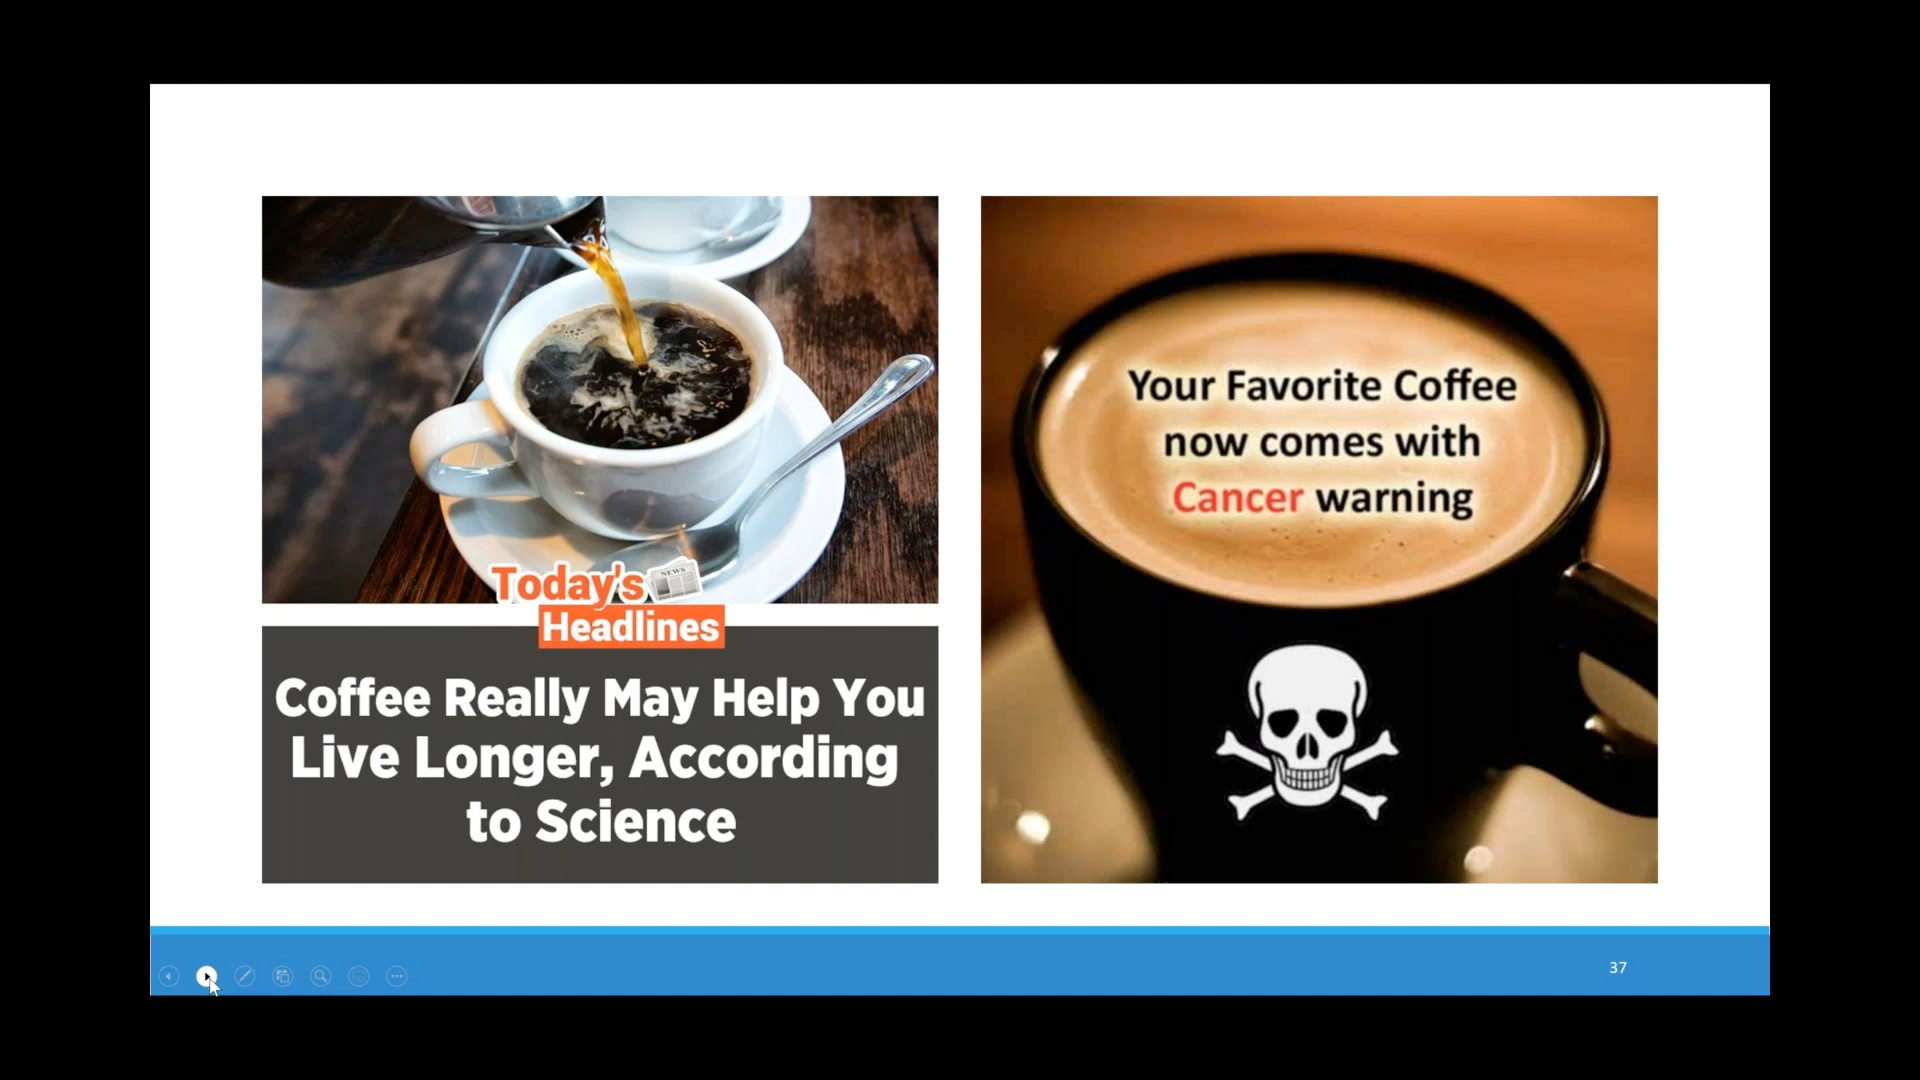 Today's
NEWS
Headlines
Coffee Really May Help You
Live Longer, According
to Science
Your Favorite Coffee
now comes with
Cancer warning
37